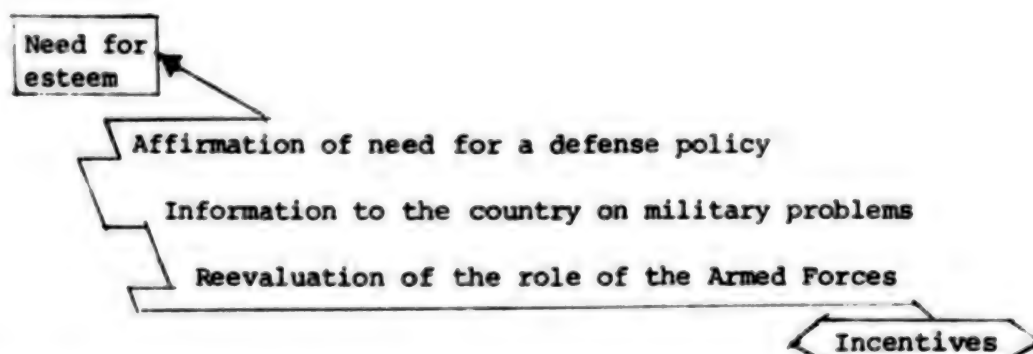 Need for
esteem
Affirmation of need for a defense policy
Information to the country on military problems
Reevaluation of the role of the Armed Forces
Incentives